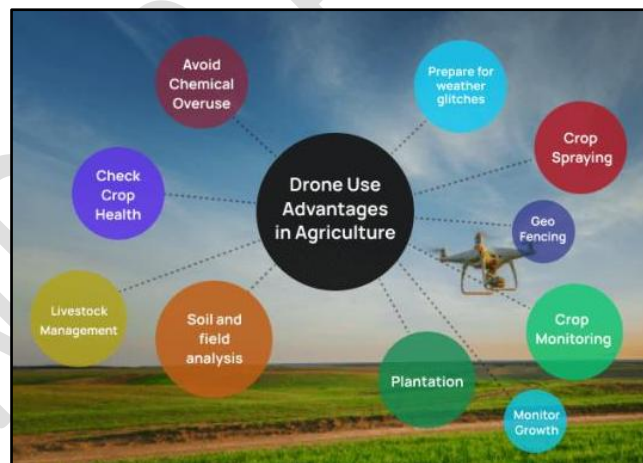 Avoid
Chemical
Overuse
Prepare for
weather
glitches
Crop
Spraying
Check
Crop
Health
Drone Use
Advantages
in Agriculture
Geo
Fencing
Livestock
Management
Soil and
field
analysis
Crop
Monitoring
Plantation
Monitor
Growth